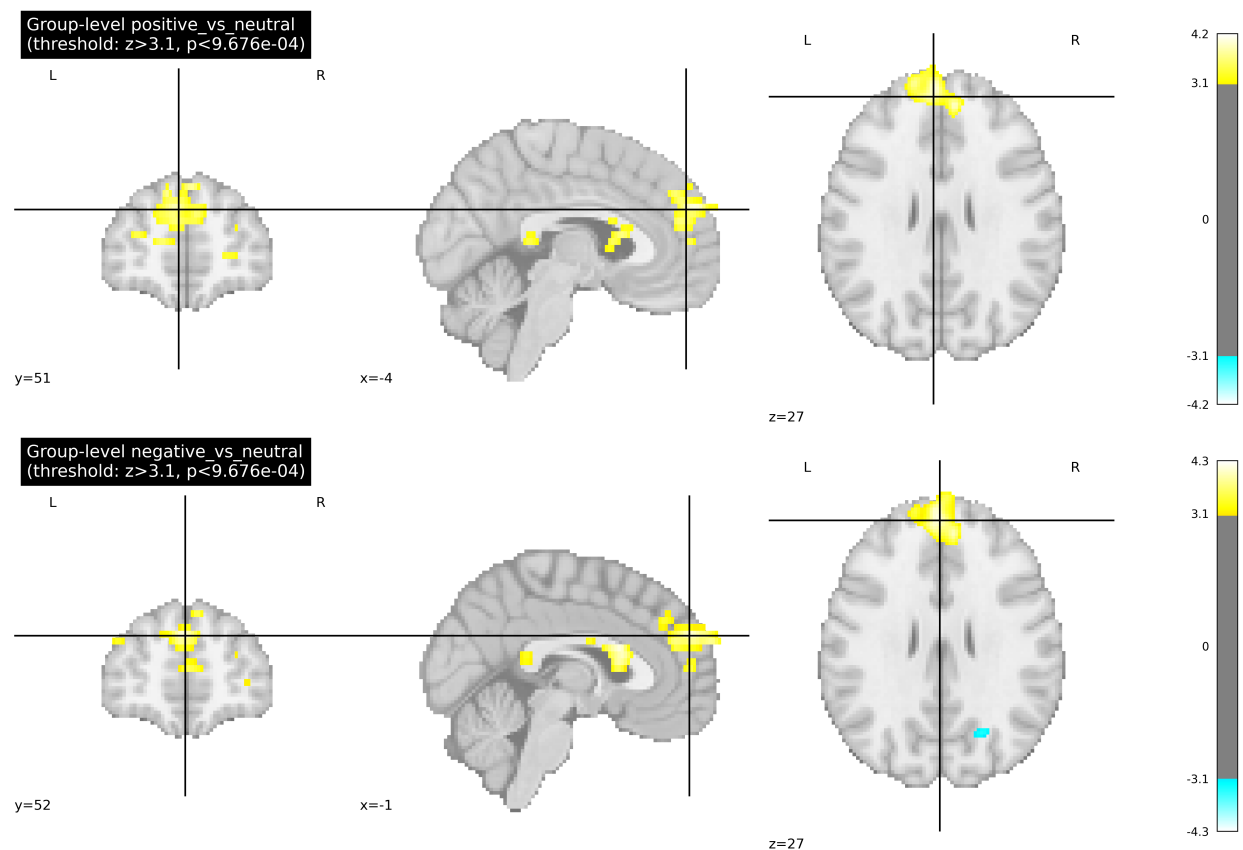 Group-level positive_vs_neutral
(threshold: z>3.1, p<9.676e-04)
L
R
L
R
y=51
x=-4
z=27
4.2
3.1
0
-3.1
-4.2
Group-level negative_vs_neutral
(threshold: z>3.1, p<9.676e-04)
L
R
L
R
y=52
x=-1
z=27
4.3
3.1
0
-3.1
-4.3